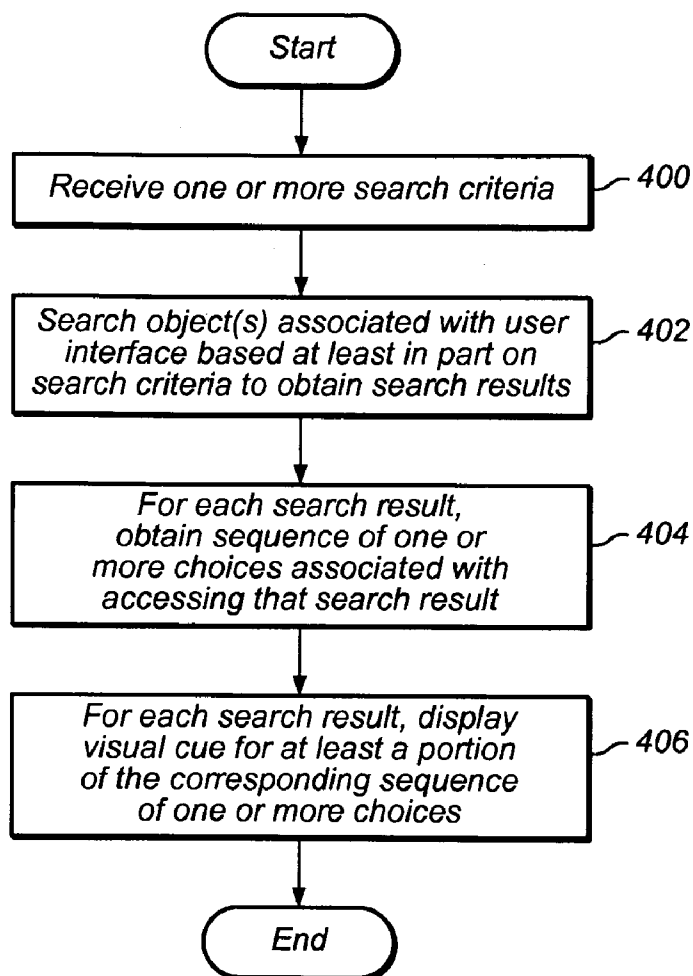 Start
Receive one or more search criteria
400
Search object(s) associated with user
interface based at least in part on
search criteria to obtain search results
402
For each search result,
obtain sequence of one or
more choices associated with
accessing that search result
404
For each search result, display
visual cue for at least a portion
of the corresponding sequence
of one or more choices
406
End